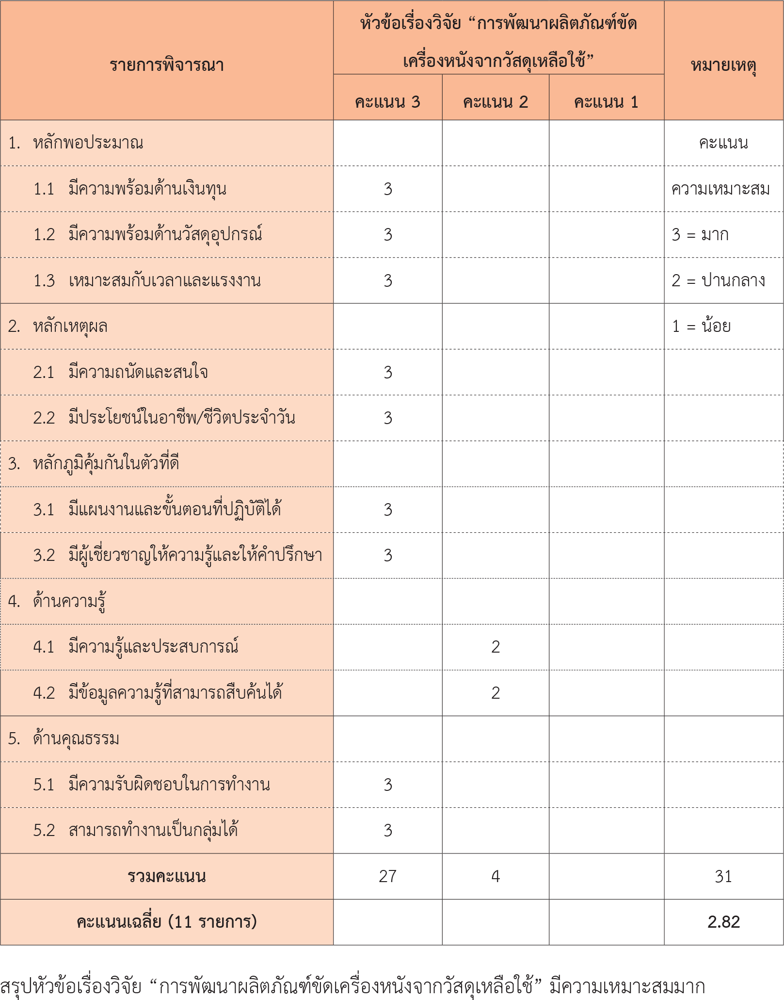 รายการพิจารณา
หัวข้อเรื่องวิจัย “การพัฒนาผลิตภัณฑ์ขัด
เครื่องหนังจากวัสดุเหลือใช้”
หมายเหตุ
คะแนน 3 คะแนน 2 คะแนน 1
1. หลักพอประมาณ คะแนน
1.1 มีความพร้อมด้านเงินทุน 3 ความเหมาะสม
1.2 มีความพร้อมด้านวัสดุอุปกรณ์ 3 3 = มาก
1.3 เหมาะสมกับเวลาและแรงงาน 3 2 = ปานกลาง
2. หลักเหตุผล 1 = น้อย
2.1 มีความถนัดและสนใจ 3
2.2 มีประโยชน์ในอาชีพ/ชีวิตประจำวัน 3
3. หลักภูมิคุ้มกันในตัวที่ดี
3.1 มีแผนงานและขั้นตอนที่ปฏิบัติได้ 3
3.2 มีผู้เชี่ยวชาญให้ความรู้และให้คำปรึกษา 3
4. ด้านความรู้
4.1 มีความรู้และประสบการณ์ 2
4.2 มีข้อมูลความรู้ที่สามารถสืบค้นได้ 2
5. ด้านคุณธรรม
5.1 มีความรับผิดชอบในการทำงาน 3
5.2 สามารถทำงานเป็นกลุ่มได้ 3
รวมคะแนน 27 4 31
คะแนนเฉลี่ย (11 รายการ) 2.82
สรุปหัวข้อเรื่องวิจัย “การพัฒนาผลิตภัณฑ์ขัดเครื่องหนังจากวัสดุเหลือใช้” มีความเหมาะสมมาก